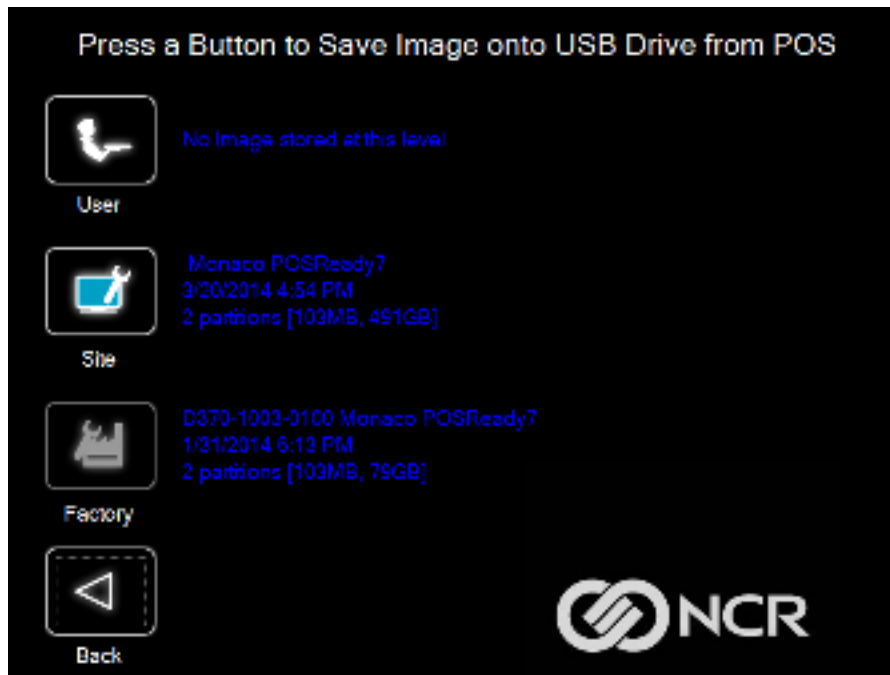 Press a Button to Save Image onto USB Drive from POS
No Image stored at this level
User
Monaco POSReady7
3/20/2014 4:54 PM
2 partitions [103MB, 491GB]
Site
D370-1003-0100 Monaco POSReady7
1/31/2014 6:13 PM
2 partitions [103MB, 79GB]
Factory
Back
NCR